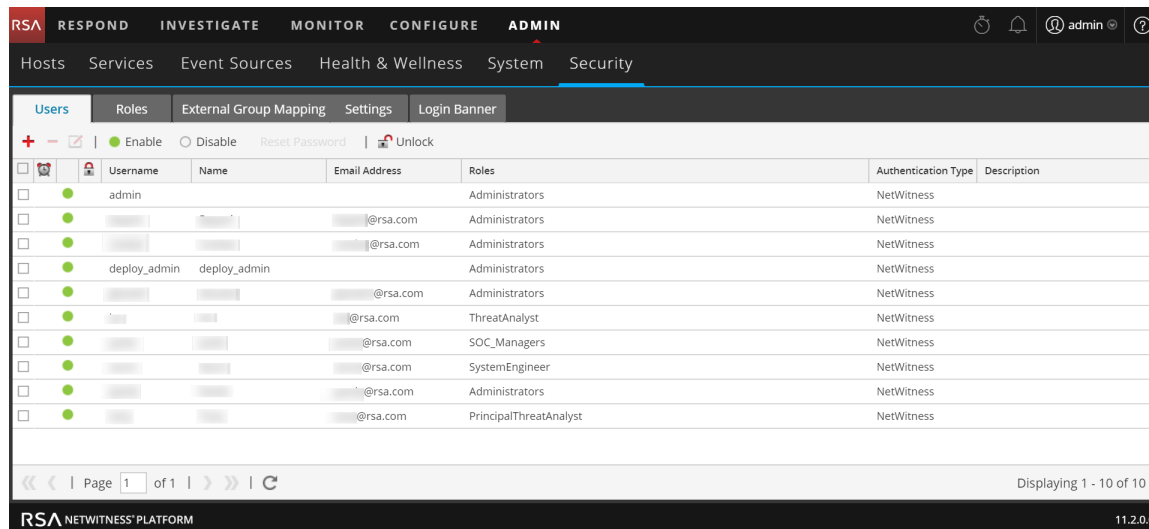 RSA RESPOND INVESTIGATE MONITOR CONFIGURE ADMIN admin ?
Hosts Services Event Sources Health & Wellness System Security
Users Roles External Group Mapping Settings Login Banner
Enable Disable Reset Password | Unlock
Username Name Email Address Roles Authentication Type Description
admin Administrators NetWitness
@rsa.com Administrators NetWitness
@rsa.com Administrators NetWitness
deploy_admin deploy_admin Administrators NetWitness
@rsa.com Administrators NetWitness
@rsa.com ThreatAnalyst NetWitness
@rsa.com SOC_Managers NetWitness
@rsa.com SystemEngineer NetWitness
@rsa.com Administrators NetWitness
@rsa.com PrincipalThreatAnalyst NetWitness
Page 1 of 1 Displaying 1 - 10 of 10
RSA NETWITNESS® PLATFORM 11.2.0.